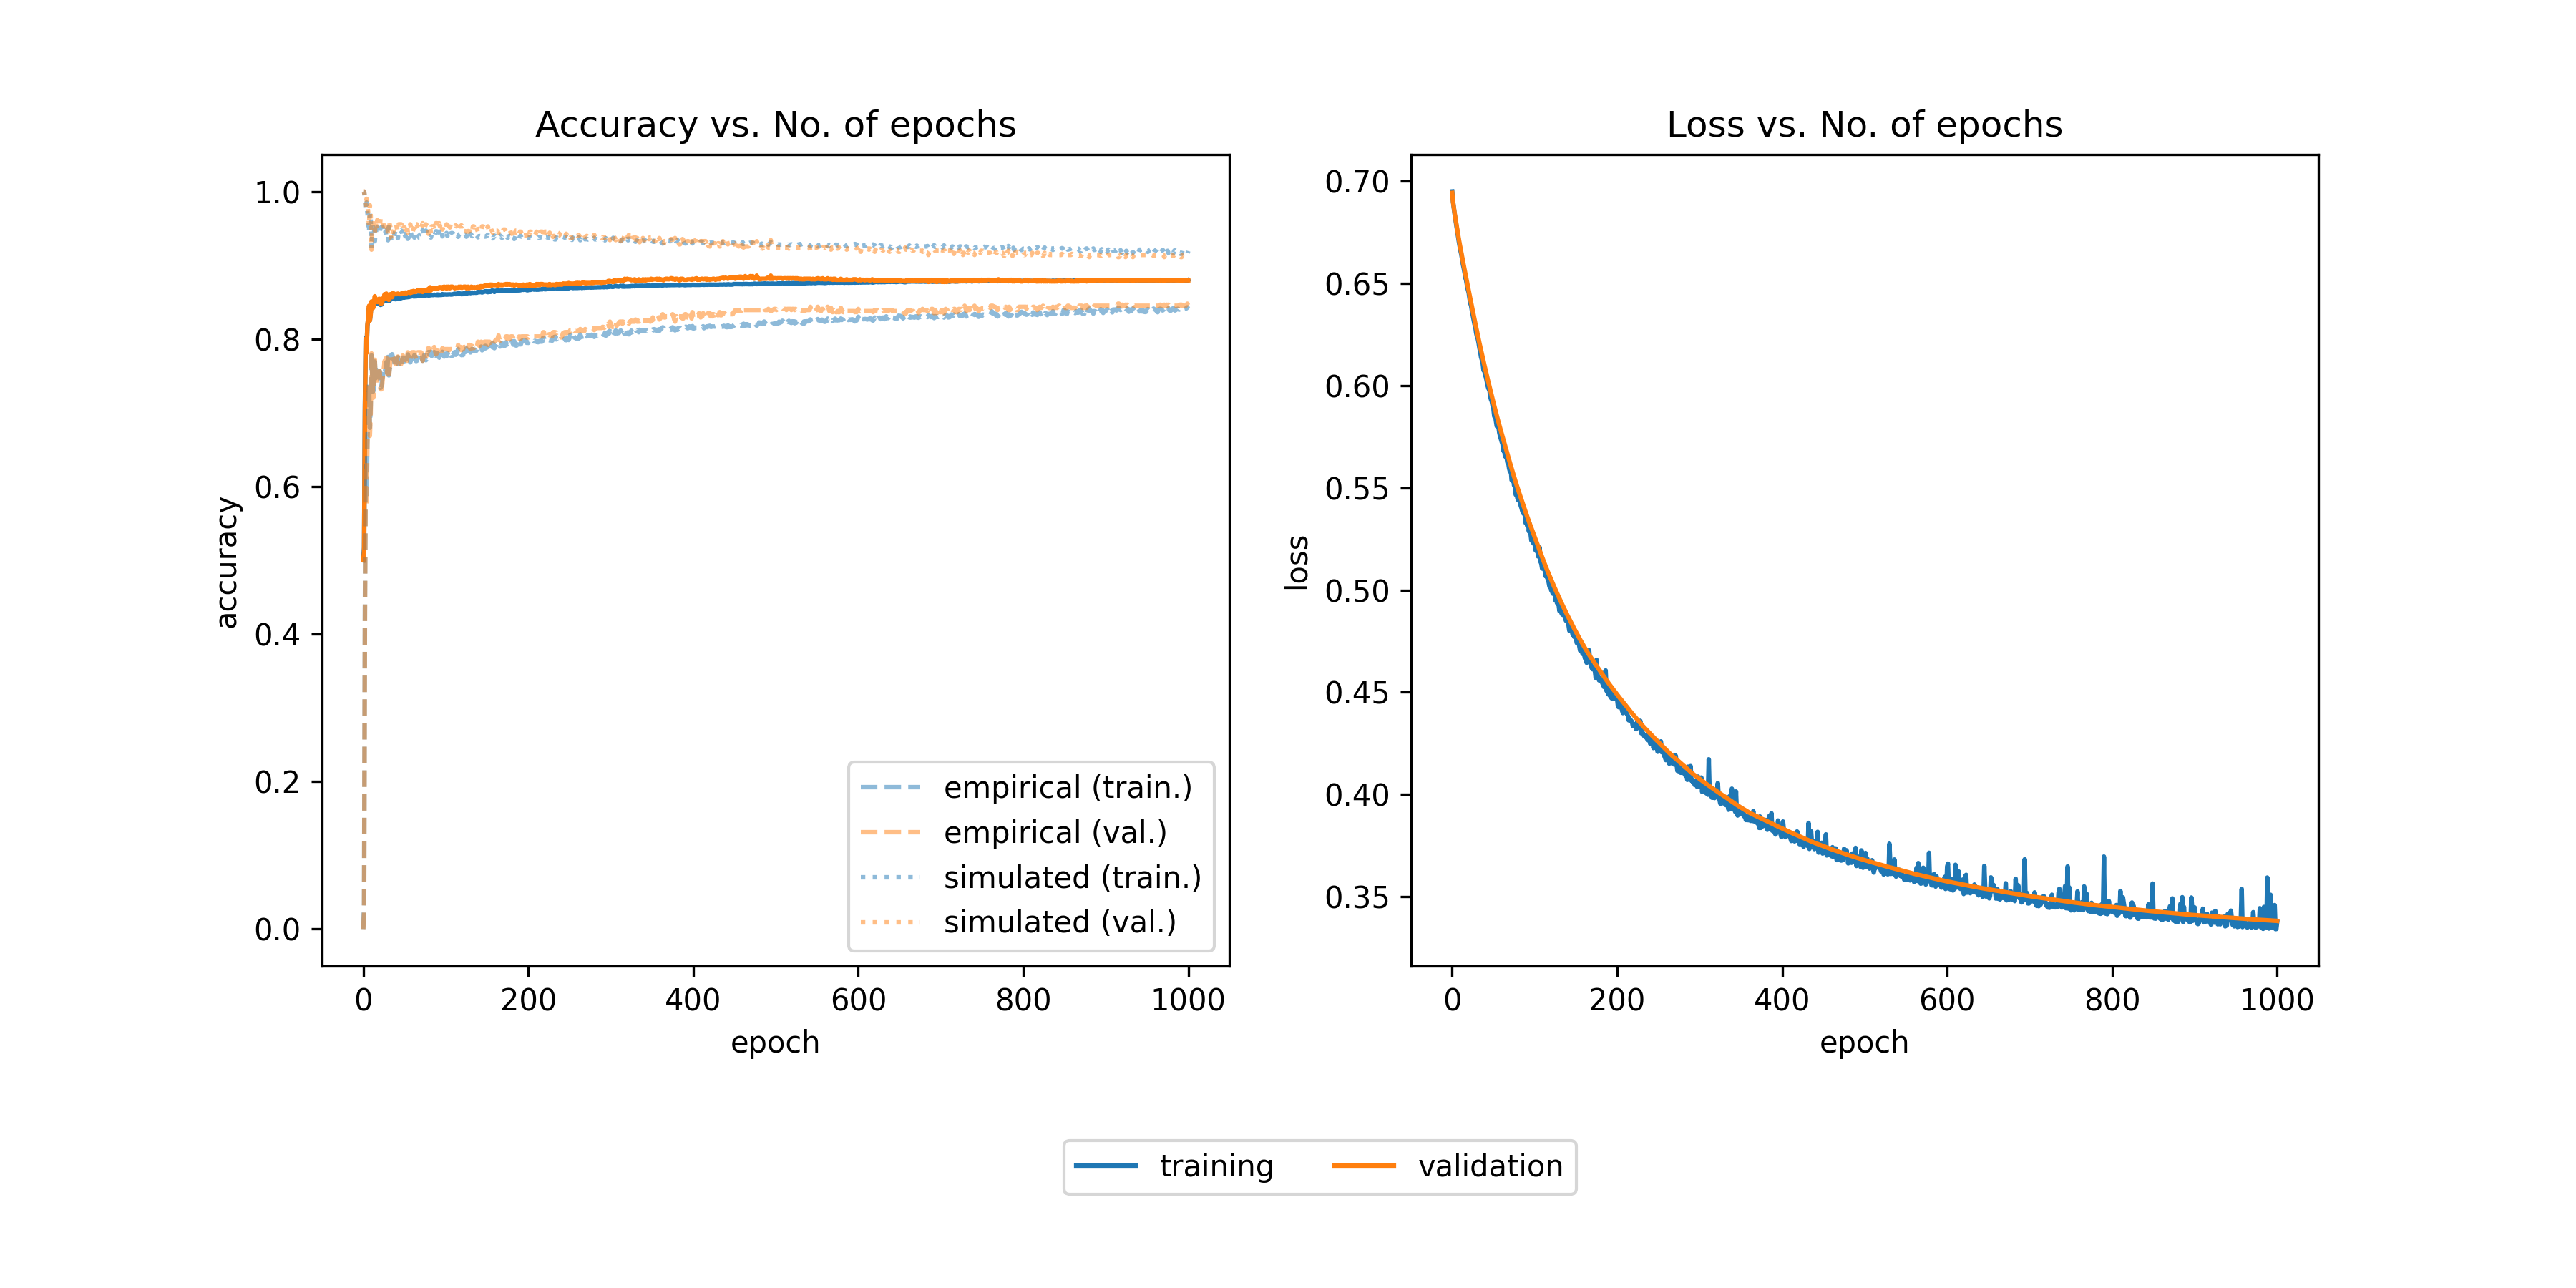 Accuracy vs. No. of epochs
1.0
0.8
0.6
0.4
0.2
0.0
accuracy
0 200 400 600 800 1000
epoch
empirical (train.)
empirical (val.)
simulated (train.)
simulated (val.)
Loss vs. No. of epochs
0.70
0.65
0.60
0.55
0.50
0.45
0.40
0.35
loss
0 200 400 600 800 1000
epoch
training validation